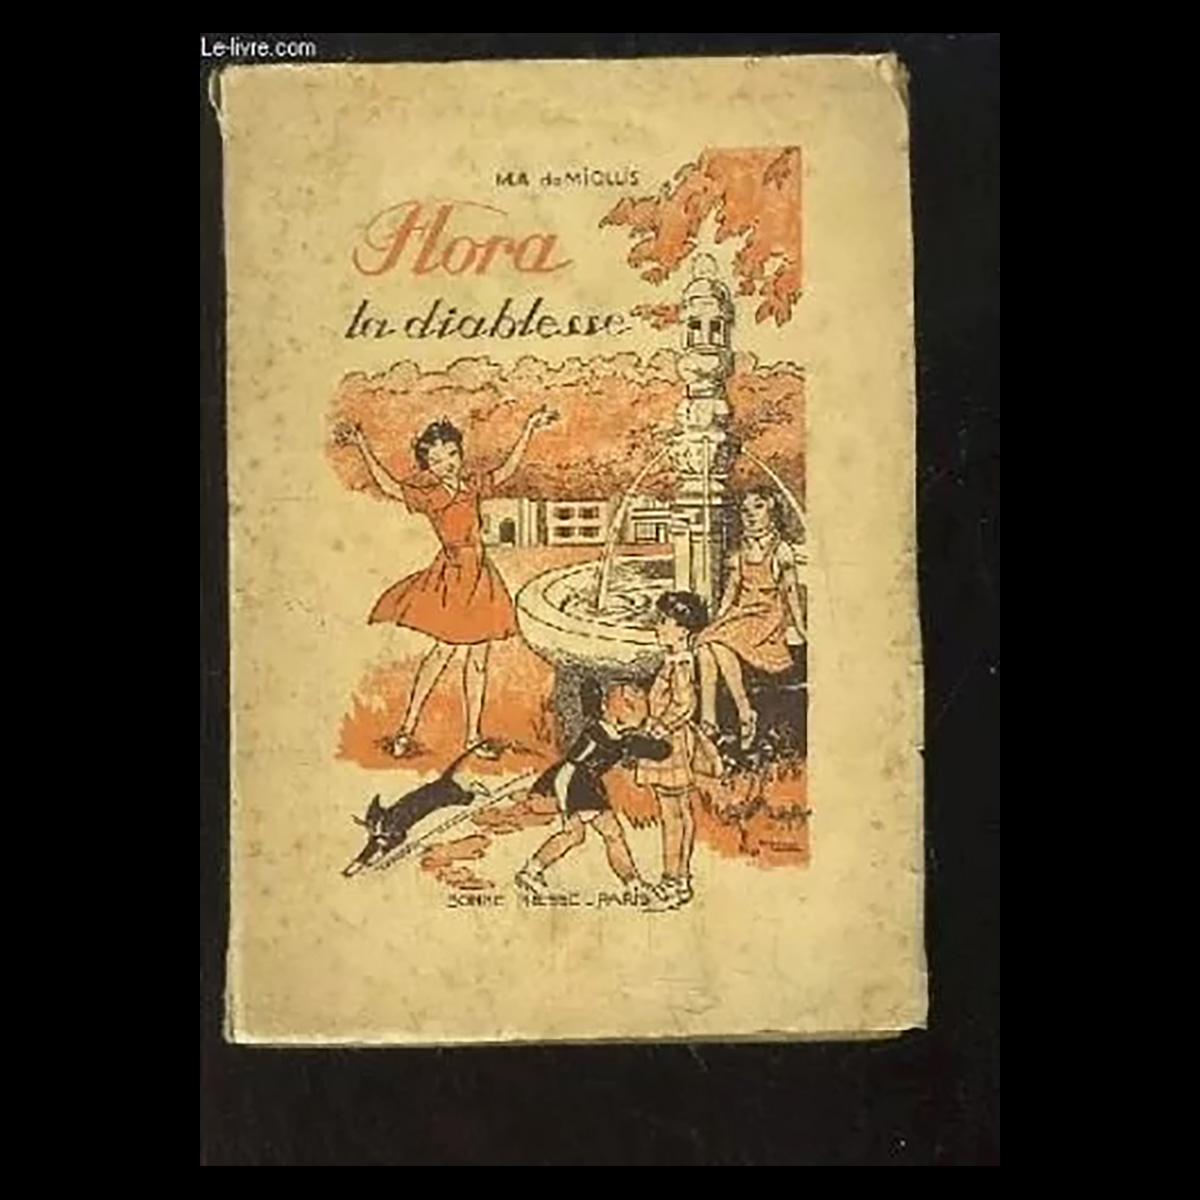 Le-livre.com
M.A. de MIOLLIS
Flora
la diablesse
BONNE PRESSE - PARIS